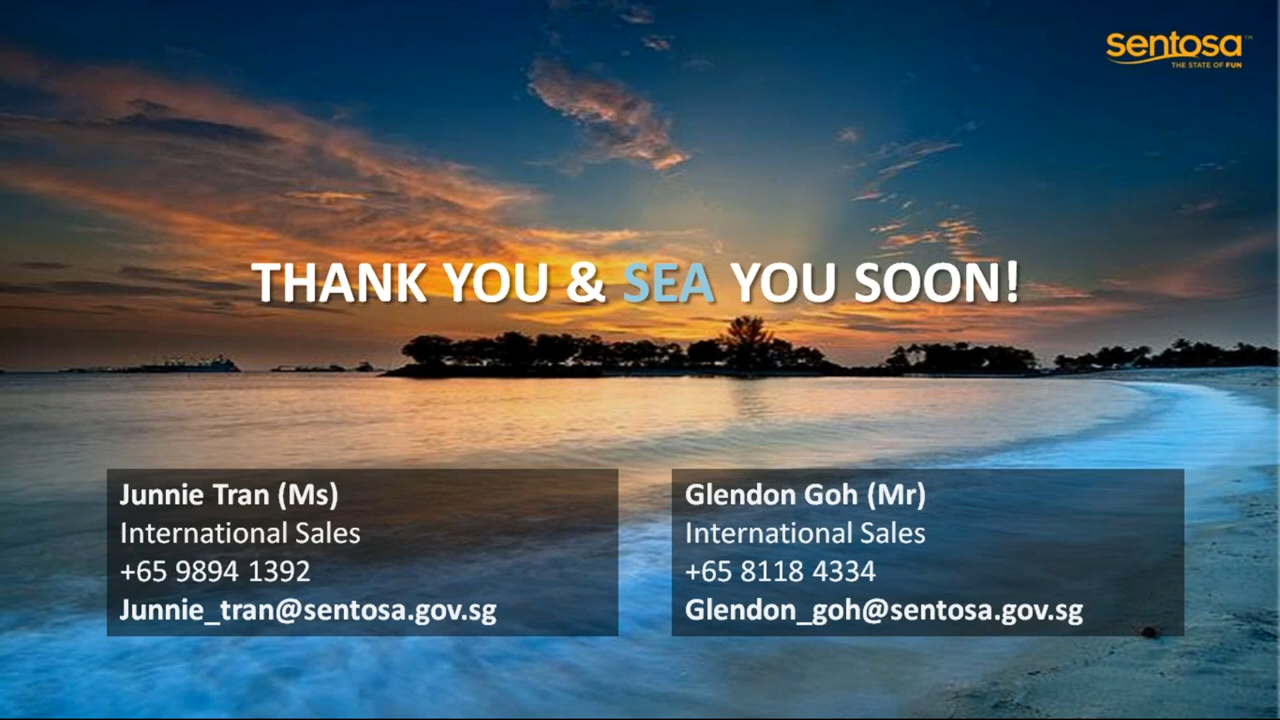 Sentosa™
THE STATE OF FUN
THANK YOU & SEA YOU SOON!
Junnie Tran (Ms)
International Sales
+65 9894 1392
Junnie_tran@sentosa.gov.sg
Glendon Goh (Mr)
International Sales
+65 8118 4334
Glendon_goh@sentosa.gov.sg